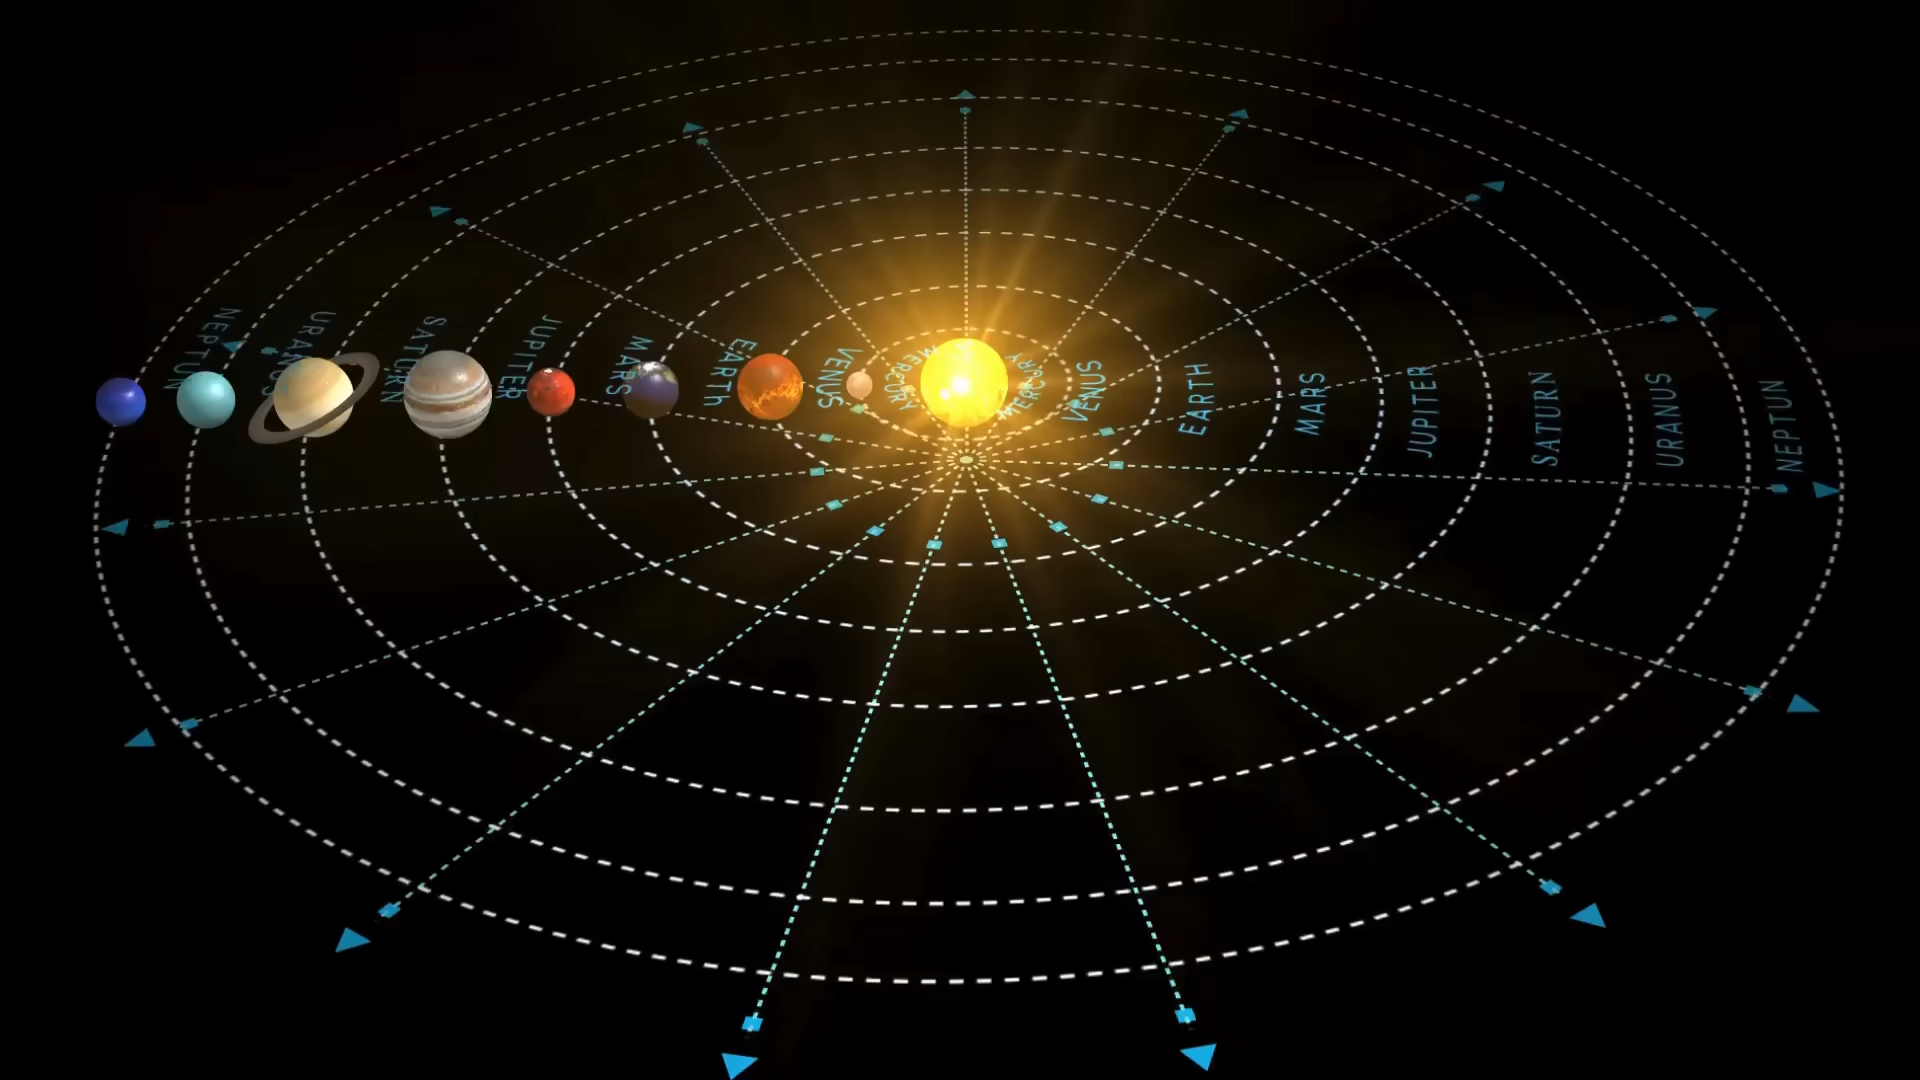 NEPTUN
URANUS
SATURN
JUPITER
MARS
EARTH
VENUS
MERCURY
MERCURY
VENUS
EARTH
MARS
JUPITER
SATURN
URANUS
NEPTUN